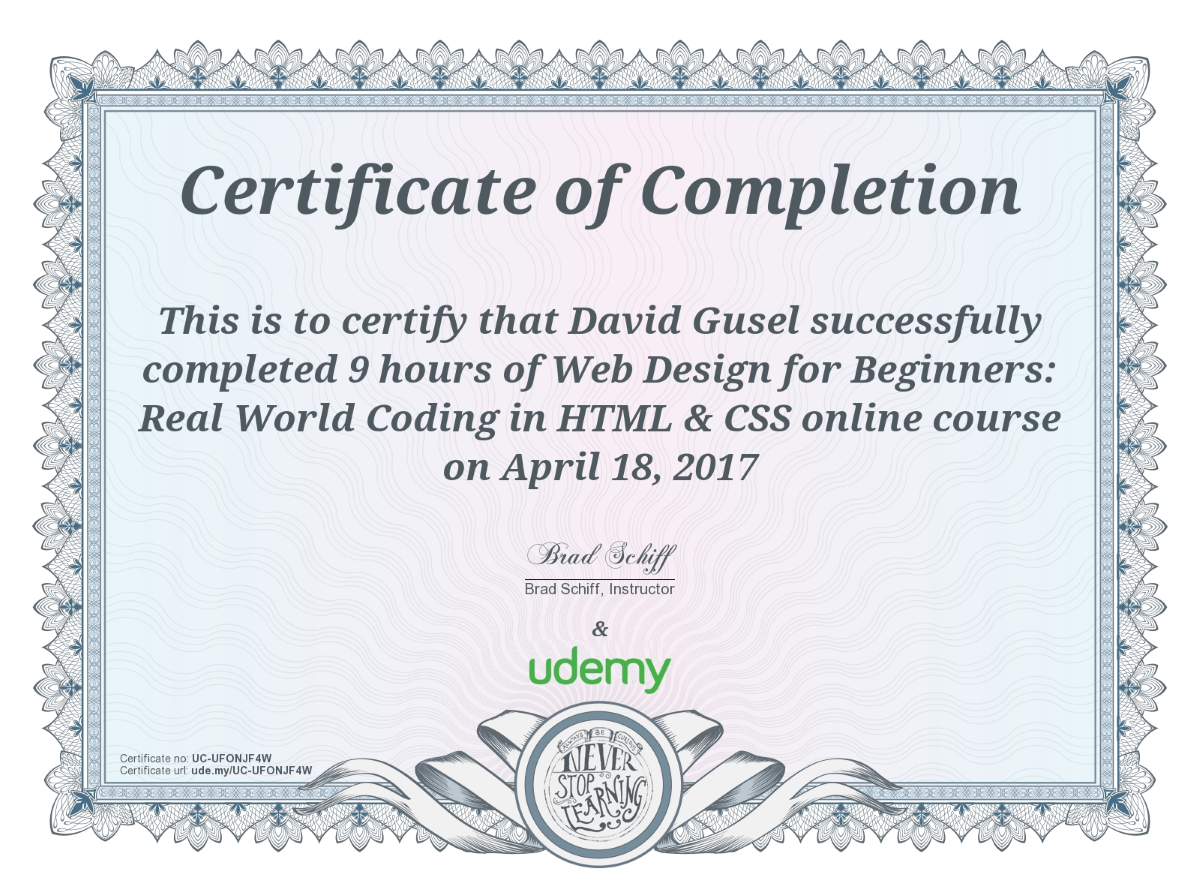 Certificate of Completion
This is to certify that David Gusel successfully
completed 9 hours of Web Design for Beginners:
Real World Coding in HTML & CSS online course
on April 18, 2017
Brad Schiff
Brad Schiff, Instructor
&
udemy
Certificate no: UC-UFONJF4W
Certificate url: ude.my/UC-UFONJF4W
ALWAYS BE CODING
NEVER
STOP
LEARNING